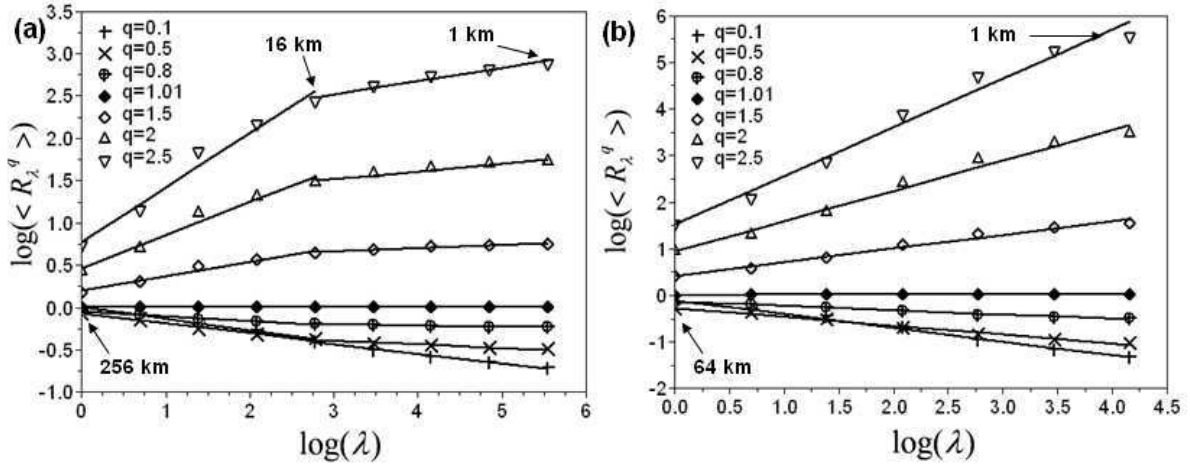 (a)
q=0.1
q=0.5
q=0.8
q=1.01
q=1.5
q=2
q=2.5
16 km
1 km
256 km
3.5
3.0
2.5
2.0
1.5
1.0
0.5
0.0
-0.5
-1.0
0 1 2 3 4 5 6
log(< R_λ^q >)
log(λ)
(b)
q=0.1
q=0.5
q=0.8
q=1.01
q=1.5
q=2
q=2.5
1 km
64 km
6
5
4
3
2
1
0
-1
-2
0.0 0.5 1.0 1.5 2.0 2.5 3.0 3.5 4.0 4.5
log(< R_λ^q >)
log(λ)